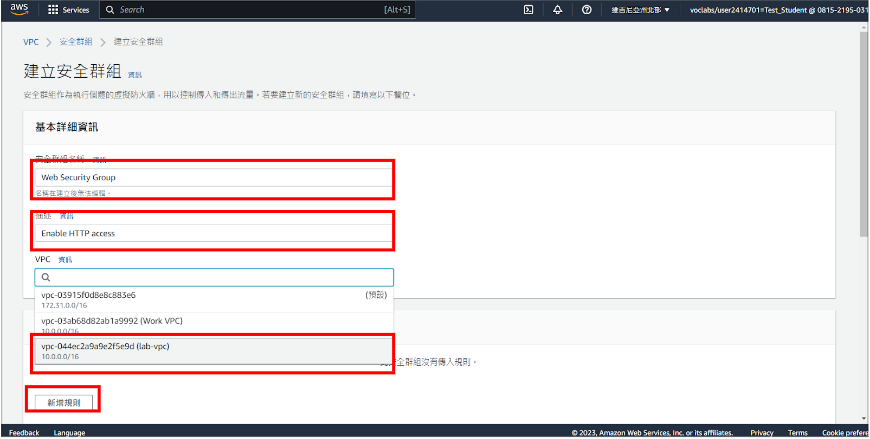 aws Services Search [Alt+S] 維吉尼亞州北部 ▼ voclabs/user2414701=Test_Student @ 0815-2195-031
VPC > 安全群組 > 建立安全群組
建立安全群組 資訊
安全群組作為執行個體的虛擬防火牆，用以控制傳入和傳出流量。若要建立新的安全群組，請填寫以下欄位。
基本詳細資訊
安全群組名稱 資訊
Web Security Group
名稱在建立後無法編輯。
描述 資訊
Enable HTTP access
VPC 資訊
vpc-03915f0d8e8c883e6 (預設)
172.31.0.0/16
vpc-03ab68d82ab1a9992 (Work VPC)
10.0.0.0/16
vpc-044ec2a9a9e2f5e9d (lab-vpc)
10.0.0.0/16
安全群組沒有傳入規則。
新增規則
Feedback Language © 2023, Amazon Web Services, Inc. or its affiliates. Privacy Terms Cookie prefere